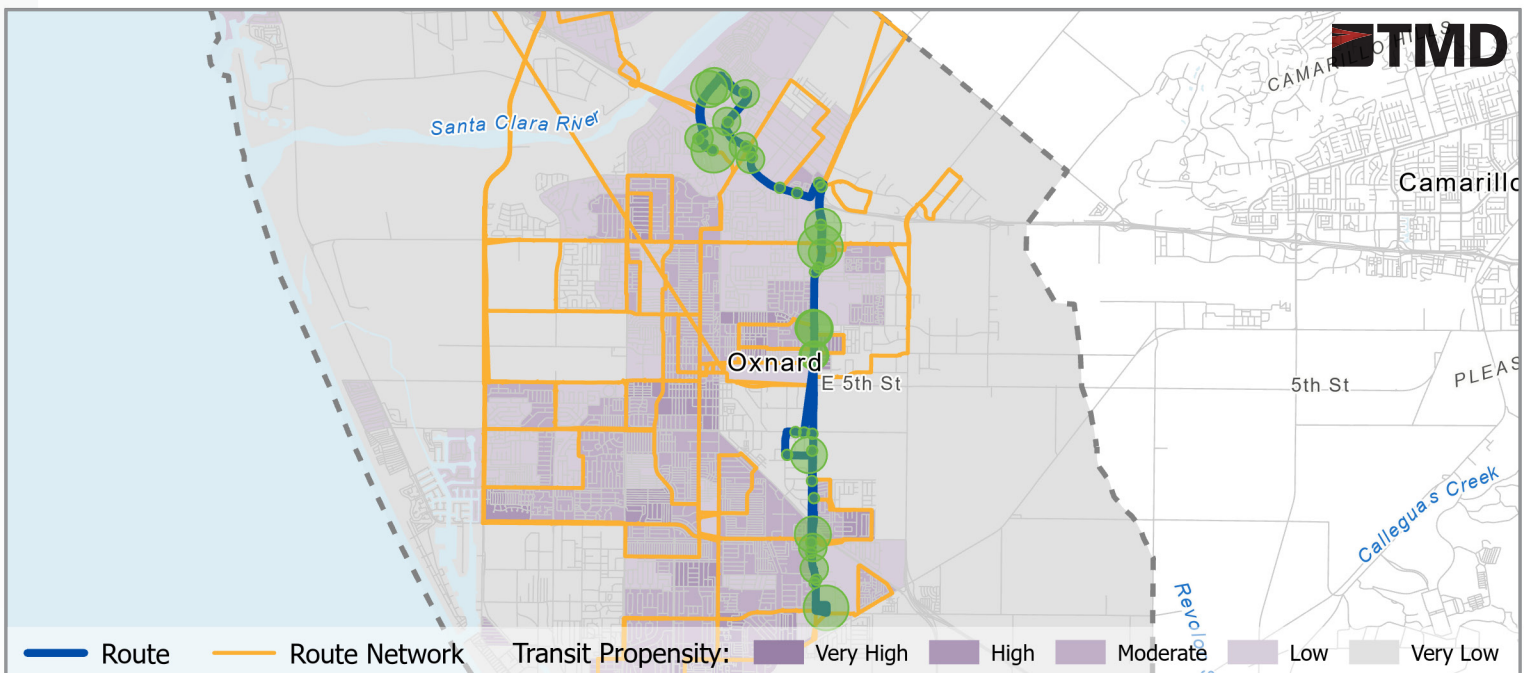 TMD
CAMARILLO HILLS
Santa Clara River
Camarillo
Oxnard
E 5th St
5th St
PLEAS
Calleguas Creek
Revolo
Route
Route Network
Transit Propensity:
Very High
High
Moderate
Low
Very Low